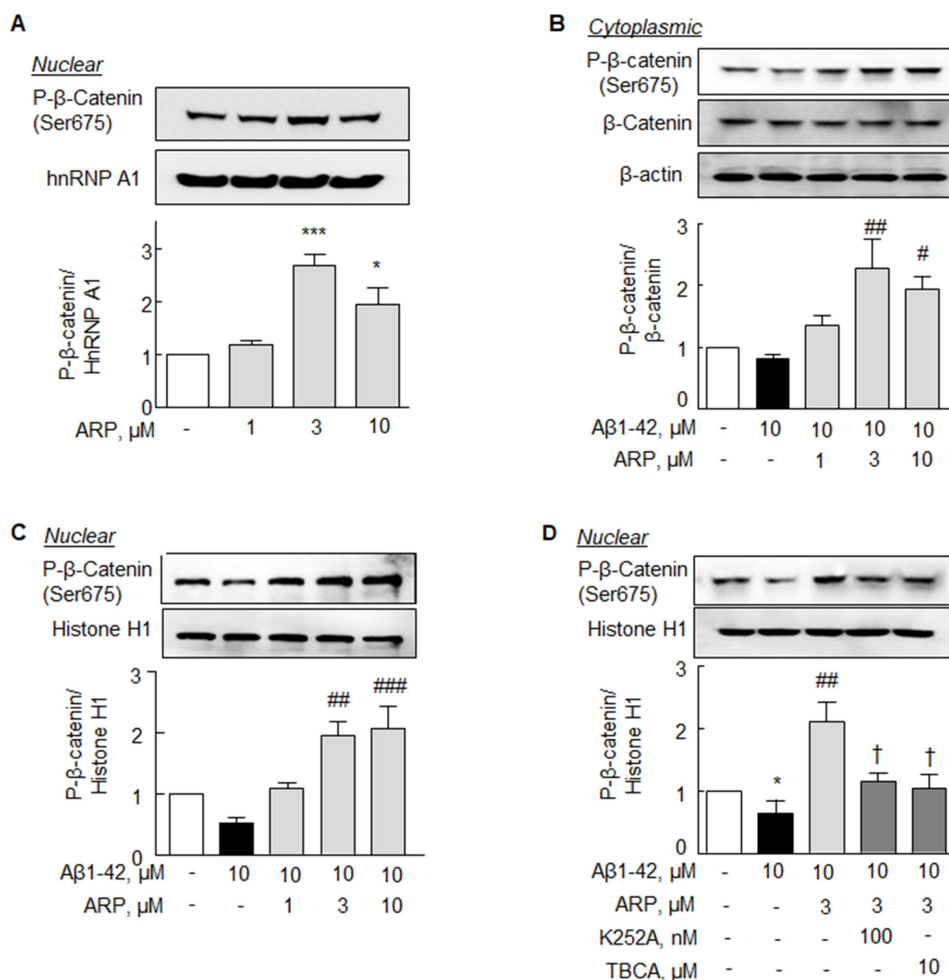 A
Nuclear
P-β-Catenin
(Ser675)
hnRNP A1
P-β-catenin/
HnRNP A1
3
2
1
0
***
*
ARP, µM - 1 3 10
B
Cytoplasmic
P-β-catenin
(Ser675)
β-Catenin
β-actin
P-β-catenin/
β-catenin
3
2
1
0
##
#
Aβ1-42, µM - 10 10 10 10
ARP, µM - - 1 3 10
C
Nuclear
P-β-Catenin
(Ser675)
Histone H1
P-β-catenin/
Histone H1
3
2
1
0
##
###
Aβ1-42, µM - 10 10 10 10
ARP, µM - - 1 3 10
D
Nuclear
P-β-Catenin
(Ser675)
Histone H1
P-β-catenin/
Histone H1
3
2
1
0
*
##
†
†
Aβ1-42, µM - 10 10 10 10
ARP, µM - - 3 3 3
K252A, nM - - - 100 -
TBCA, µM - - - - 10